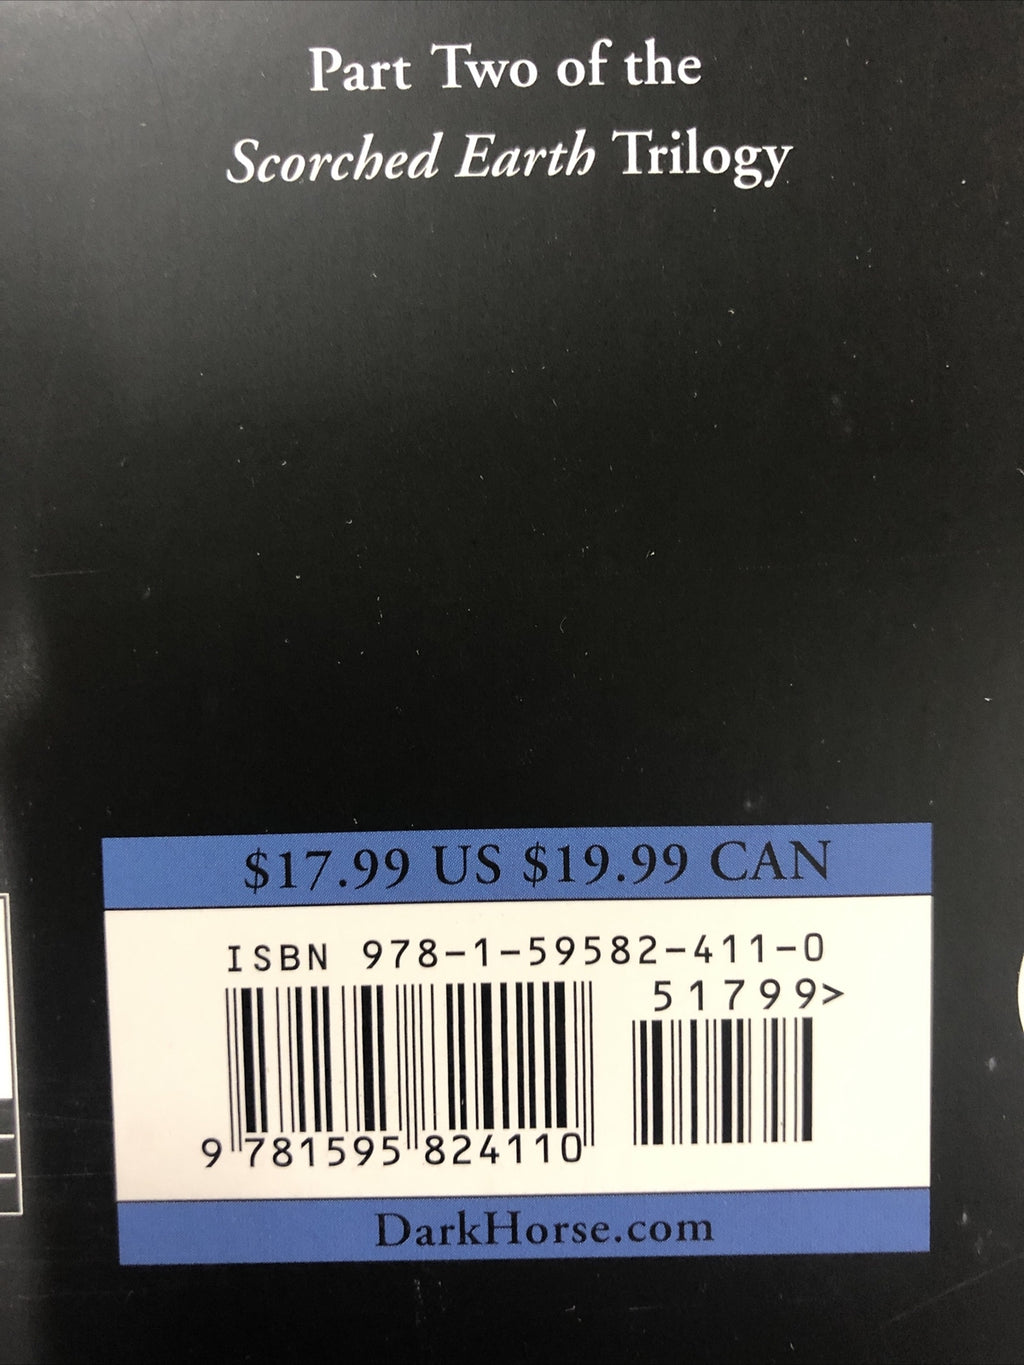 Part Two of the
Scorched Earth Trilogy
$17.99 US $19.99 CAN
ISBN 978-1-59582-411-0
51799>
9 781595 824110
DarkHorse.com